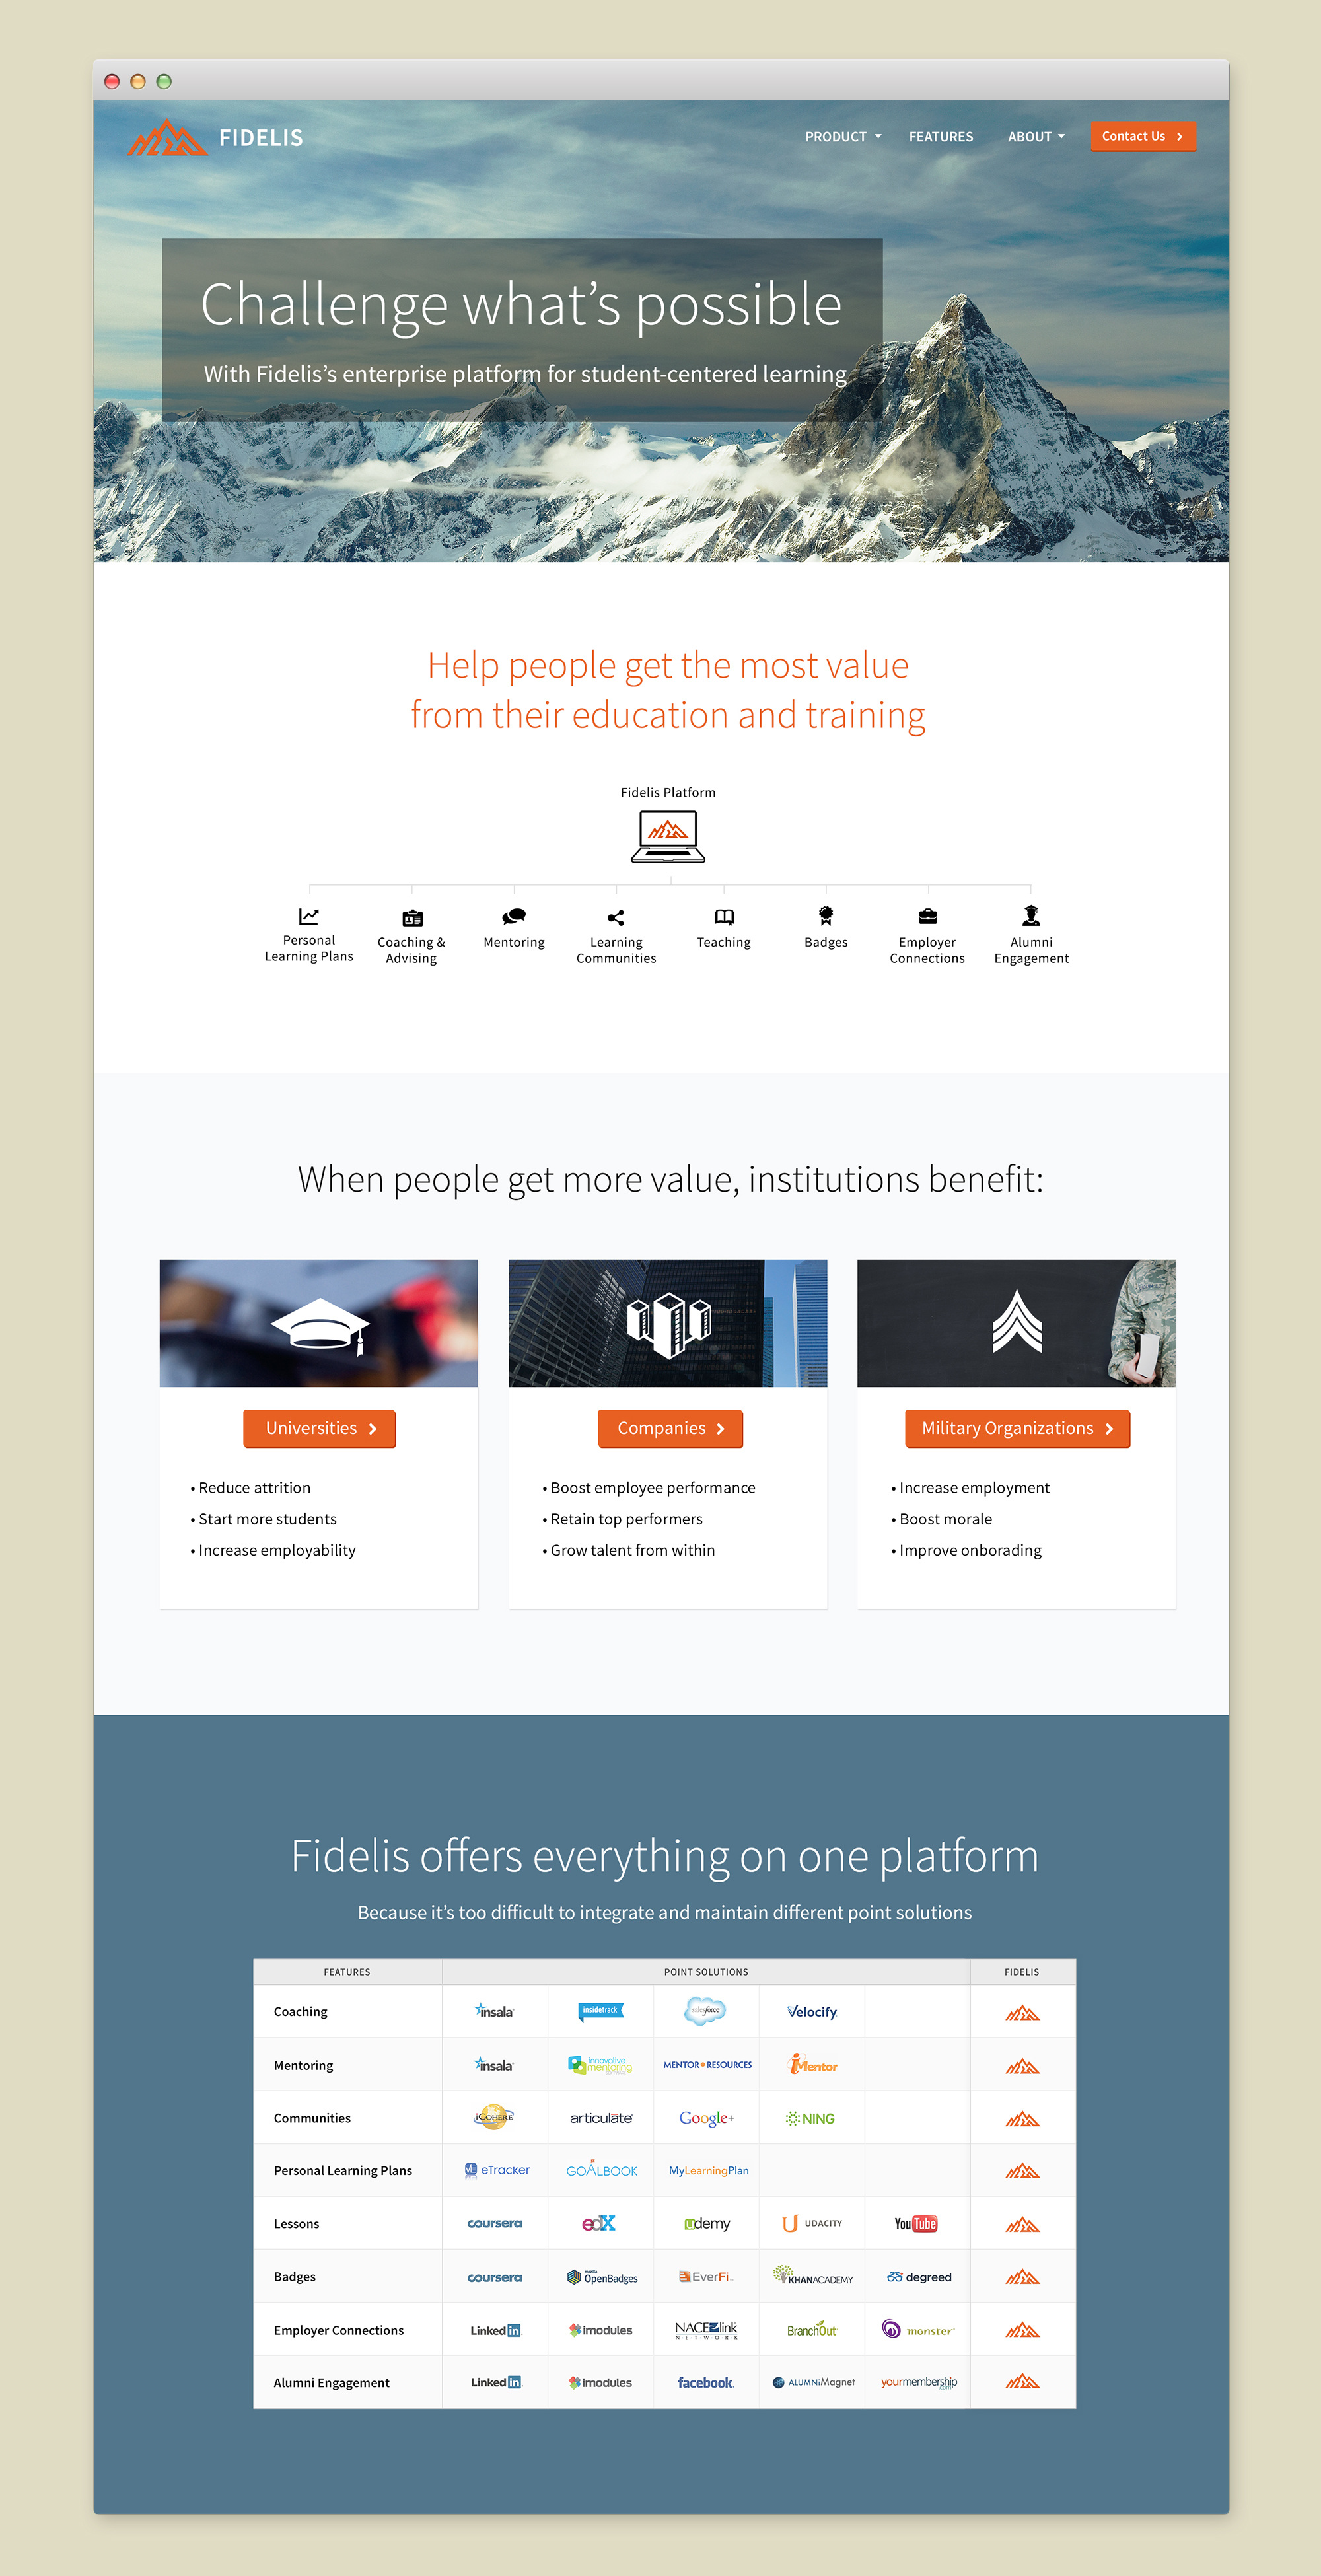 FIDELIS
PRODUCT
FEATURES
ABOUT
Contact Us
Challenge what's possible
With Fidelis's enterprise platform for student-centered learning
Help people get the most value
from their education and training
Fidelis Platform
Personal
Learning Plans
Coaching &
Advising
Mentoring
Learning
Communities
Teaching
Badges
Employer
Connections
Alumni
Engagement
When people get more value, institutions benefit:
Universities
• Reduce attrition
• Start more students
• Increase employability
Companies
• Boost employee performance
• Retain top performers
• Grow talent from within
Military Organizations
• Increase employment
• Boost morale
• Improve onborading
Fidelis offers everything on one platform
Because it's too difficult to integrate and maintain different point solutions
FEATURES POINT SOLUTIONS FIDELIS
Coaching insala insidetrack salesforce Velocify
Mentoring insala innovative mentoring SOFTWARE MENTOR RESOURCES iMentor
Communities iCOHERE articulate Google+ NING
Personal Learning Plans eTracker GOALBOOK MyLearningPlan
Lessons coursera edX udemy UDACITY YouTube
Badges coursera mozilla OpenBadges EverFi KHANACADEMY degreed
Employer Connections LinkedIn imodules NACElink NETWORK BranchOut monster
Alumni Engagement LinkedIn imodules facebook ALUMNiMagnet yourmembership.com